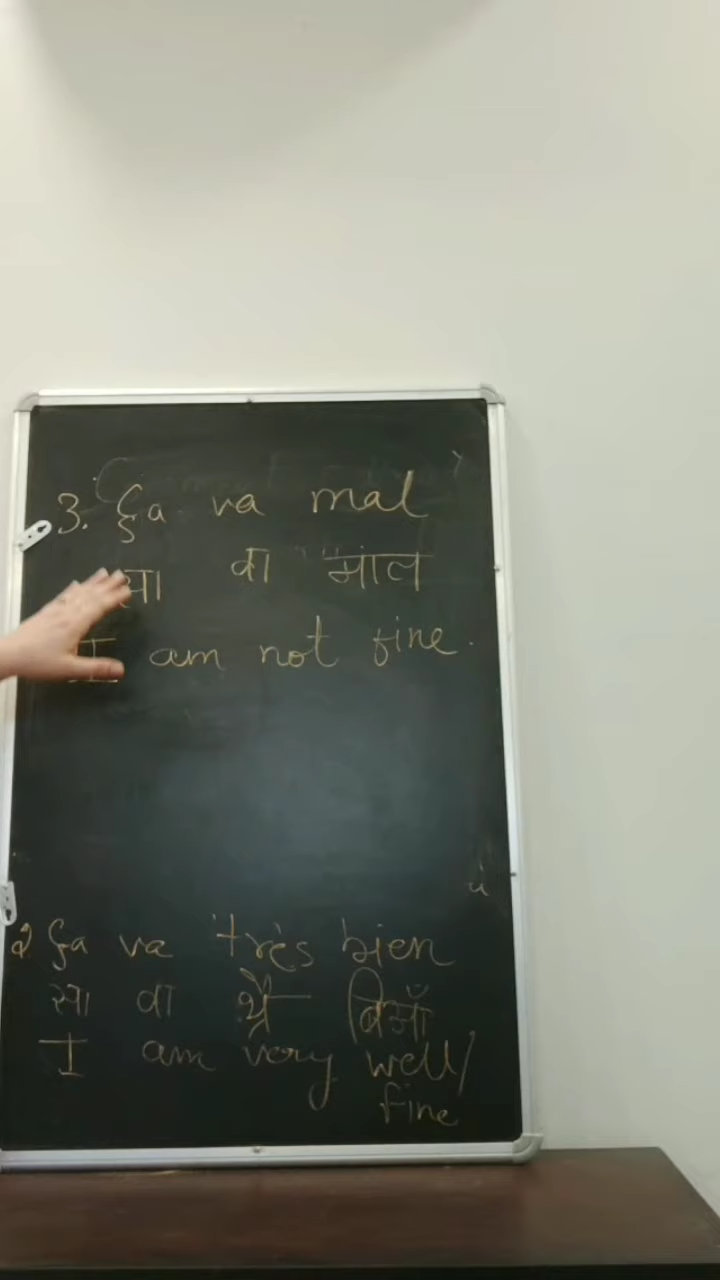 3. Ça va mal
सा वा माल
I am not fine.
2 Ça va très bien
सा वा थ्रै बिआँ
I am very well/
fine